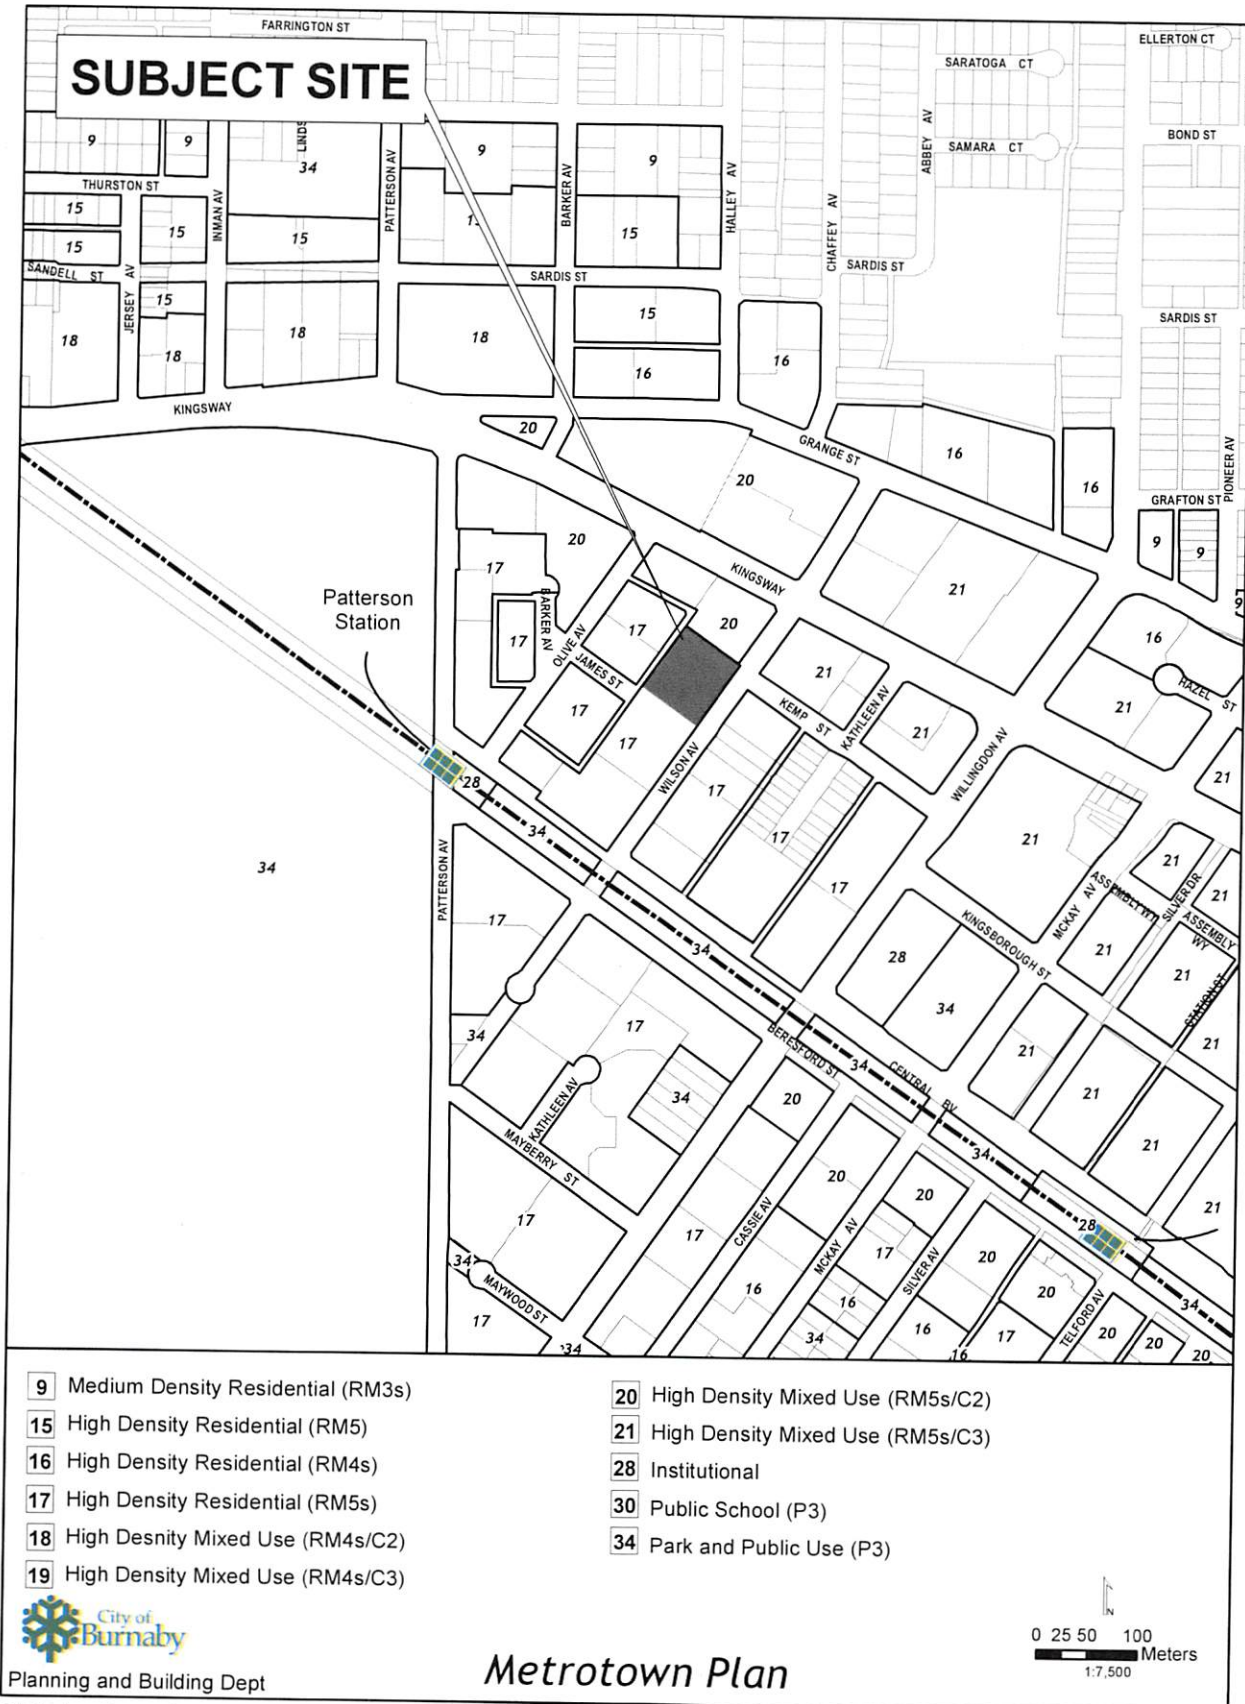 FARRINGTON ST
ELLERTON CT
SARATOGA CT
SUBJECT SITE
ABBEY AV
BOND ST
SAMARA CT
9
9
34
PATTERSON AV
9
BARKER AV
9
HALLEY AV
THURSTON ST
INMAN AV
15
15
15
15
CHAFFEY AV
15
SARDIS ST
SANDELL ST
JERSEY AV
SARDIS ST
15
15
SARDIS ST
18
18
18
18
16
16
KINGSWAY
20
GRANGE ST
16
16
PIONEER AV
20
GRAFTON ST
20
9
9
17
KINGSWAY
21
Patterson
Station
BARKER AV
17
OLIVE AV
JAMES ST
17
20
16
21
HAZEL ST
KEMP ST
KATHLEEN AV
21
17
17
WILSON AV
21
WILLINGDON AV
21
28
17
34
17
21
21
34
PATTERSON AV
17
ASSEMBLY WY
SILVER DR
21
MCKAY AV
ASSEMBLY
WY
17
KINGSBOROUGH ST
21
34
28
21
STATION ST
34
17
34
BERESFORD ST
34
CENTRAL BV
21
21
KATHLEEN AV
34
20
21
MAYBERRY ST
34
21
20
20
21
17
17
CASSIE AV
MCKAY AV
17
SILVER AV
20
28
34
MAYWOOD ST
16
16
20
TELFORD AV
34
17
34
34
16
16
17
20
20
20
9 Medium Density Residential (RM3s)
15 High Density Residential (RM5)
16 High Density Residential (RM4s)
17 High Density Residential (RM5s)
18 High Desnity Mixed Use (RM4s/C2)
19 High Density Mixed Use (RM4s/C3)
20 High Density Mixed Use (RM5s/C2)
21 High Density Mixed Use (RM5s/C3)
28 Institutional
30 Public School (P3)
34 Park and Public Use (P3)
City of
Burnaby
Planning and Building Dept
Metrotown Plan
N
0 25 50 100
Meters
1:7,500